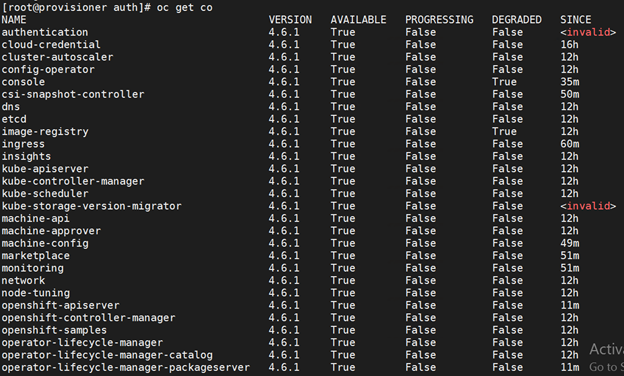 [root@provisioner auth]# oc get co
NAME VERSION AVAILABLE PROGRESSING DEGRADED SINCE
authentication 4.6.1 True False False <invalid>
cloud-credential 4.6.1 True False False 16h
cluster-autoscaler 4.6.1 True False False 12h
config-operator 4.6.1 True False False 12h
console 4.6.1 True False True 35m
csi-snapshot-controller 4.6.1 True False False 50m
dns 4.6.1 True False False 12h
etcd 4.6.1 True False False 12h
image-registry 4.6.1 True False True 12h
ingress 4.6.1 True False False 60m
insights 4.6.1 True False False 12h
kube-apiserver 4.6.1 True False False 12h
kube-controller-manager 4.6.1 True False False 12h
kube-scheduler 4.6.1 True False False 12h
kube-storage-version-migrator 4.6.1 True False False <invalid>
machine-api 4.6.1 True False False 12h
machine-approver 4.6.1 True False False 12h
machine-config 4.6.1 True False False 49m
marketplace 4.6.1 True False False 51m
monitoring 4.6.1 True False False 51m
network 4.6.1 True False False 12h
node-tuning 4.6.1 True False False 12h
openshift-apiserver 4.6.1 True False False 11m
openshift-controller-manager 4.6.1 True False False 12h
openshift-samples 4.6.1 True False False 12h
operator-lifecycle-manager 4.6.1 True False False 12h
operator-lifecycle-manager-catalog 4.6.1 True False False 12h
operator-lifecycle-manager-packageserver 4.6.1 True False False 11m
Activa
Go to S